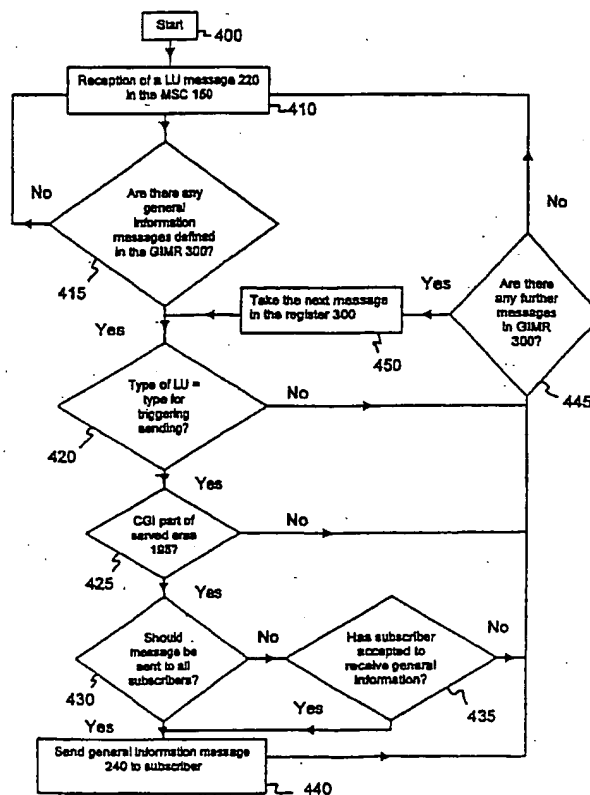 Start
400
Reception of a LU message 220
in the MSC 150
410
No
Are there any
general
information
messages defined
in the GIMR 300?
415
No
Yes
Take the next message
in the register 300
450
Yes
Are there
any further
messages in
GIMR
300?
445
Type of LU =
type for
triggering
sending?
420
No
Yes
CGI part of
served area
195?
425
No
Yes
Should
message be
sent to all
subscribers?
430
No
Has subscriber
accepted to
receive general
information?
435
No
Yes
Yes
Send general information message
240 to subscriber
440